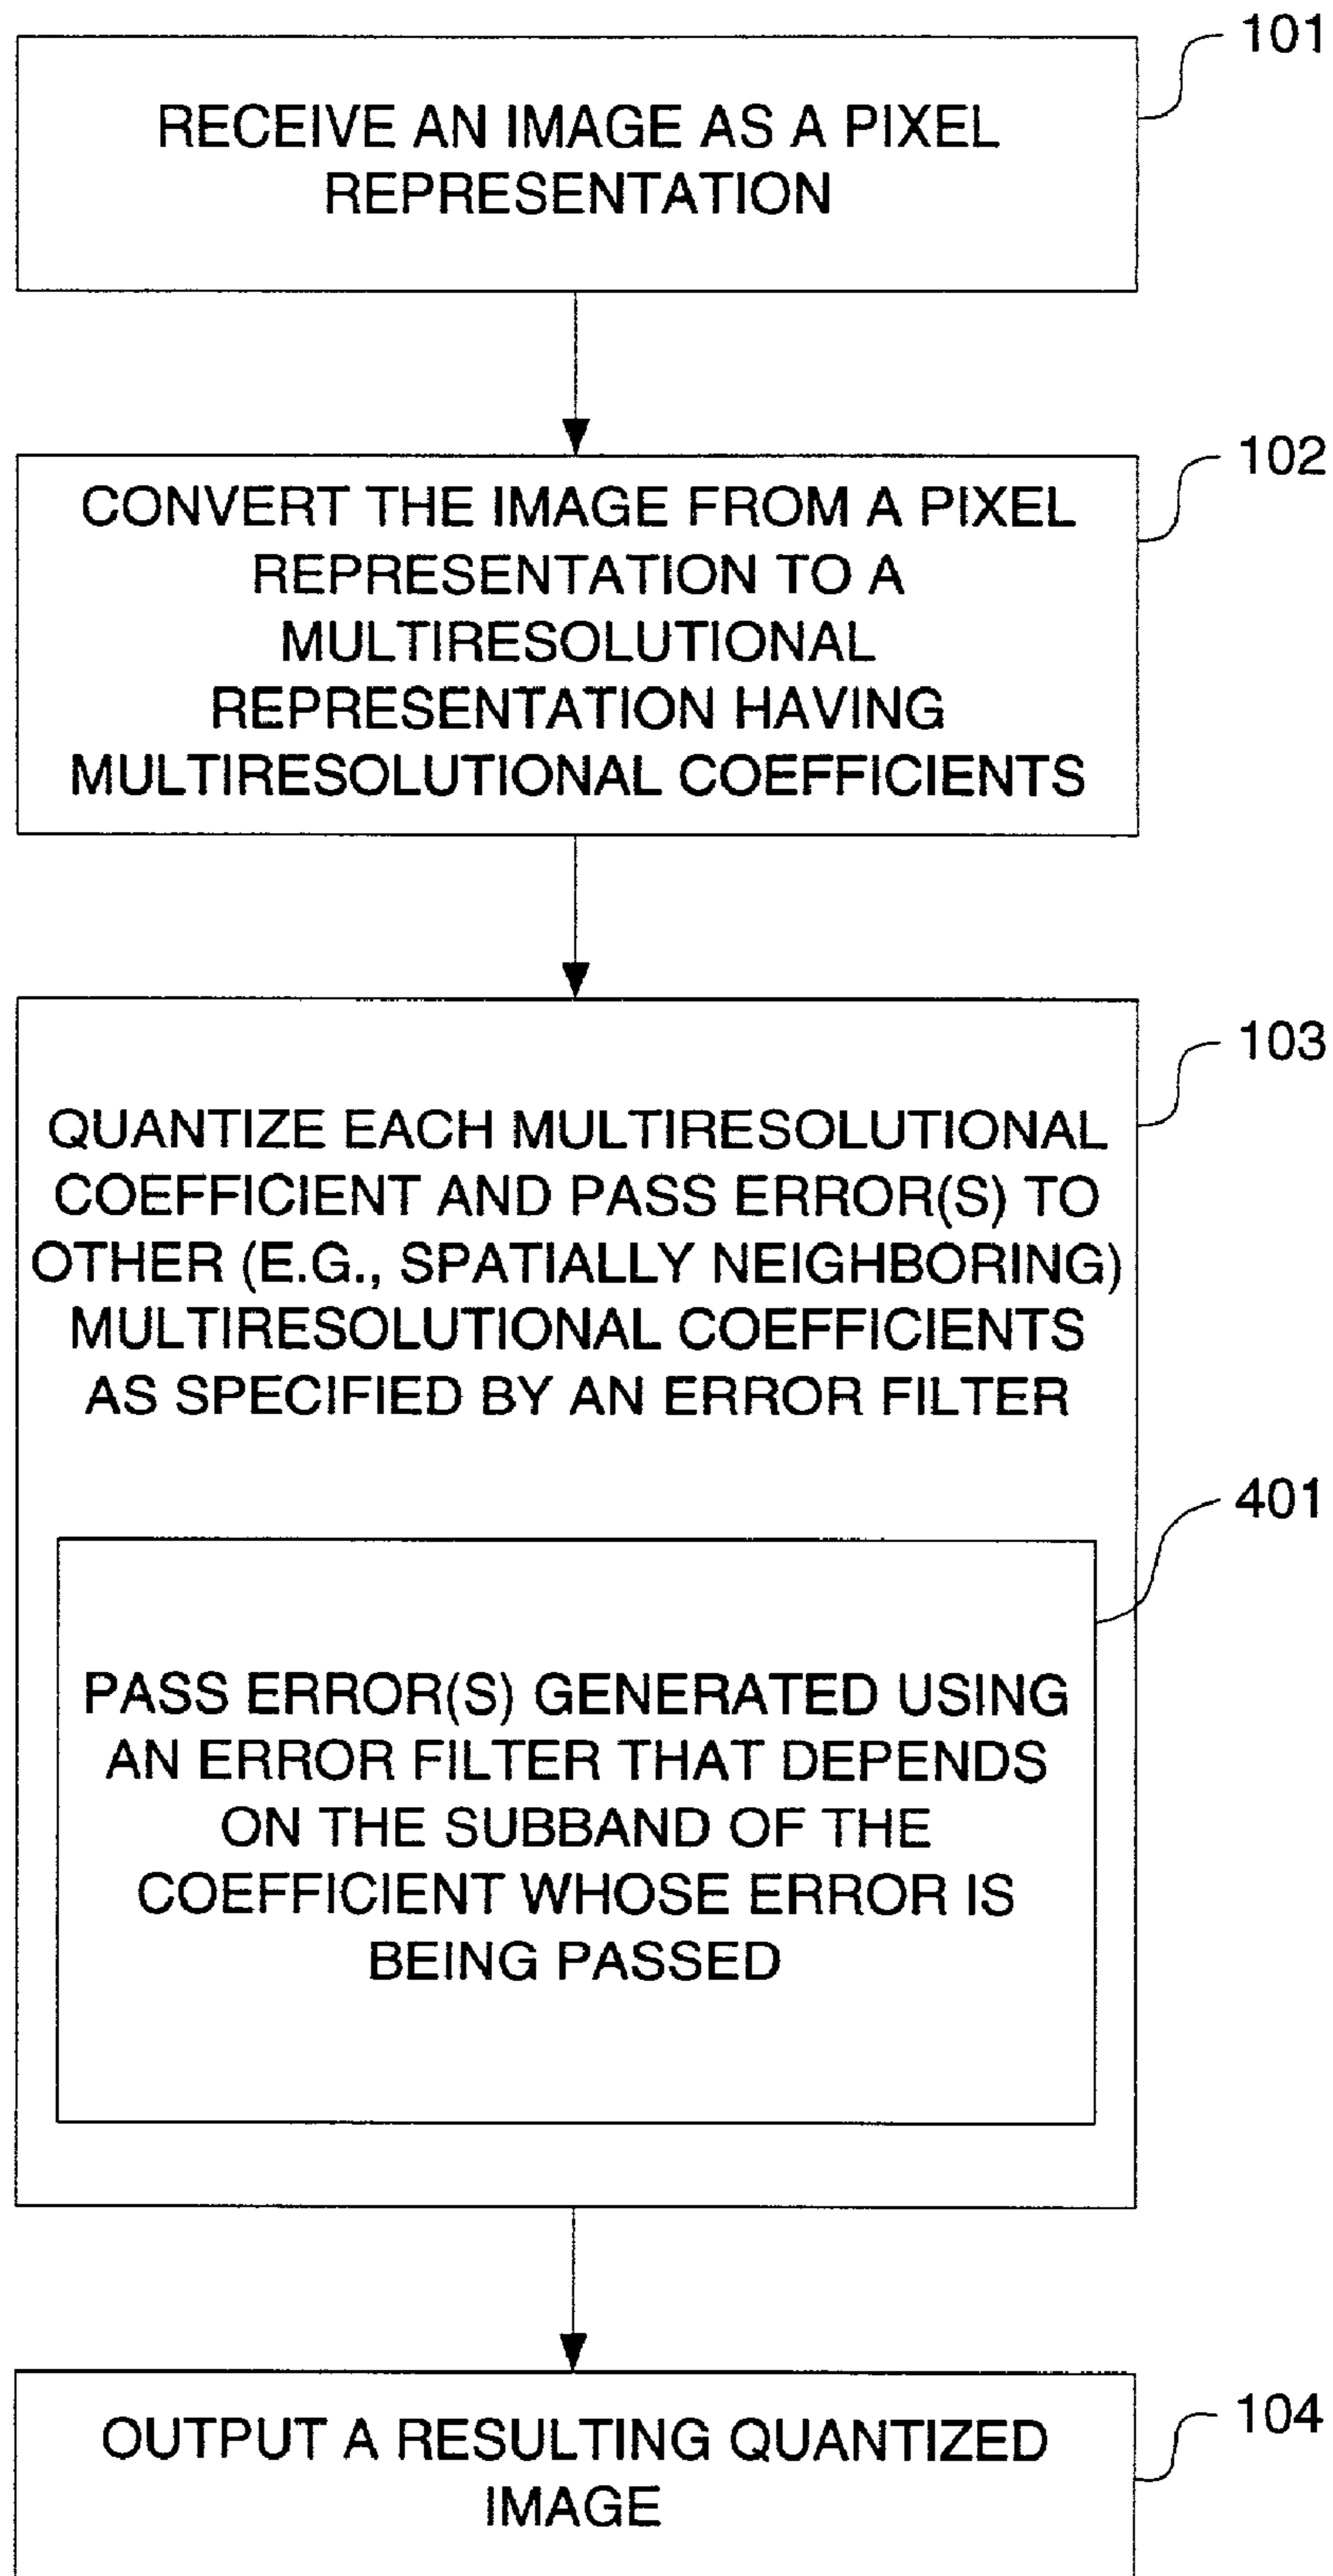 101
RECEIVE AN IMAGE AS A PIXEL
REPRESENTATION
102
CONVERT THE IMAGE FROM A PIXEL
REPRESENTATION TO A
MULTIRESOLUTIONAL
REPRESENTATION HAVING
MULTIRESOLUTIONAL COEFFICIENTS
103
QUANTIZE EACH MULTIRESOLUTIONAL
COEFFICIENT AND PASS ERROR(S) TO
OTHER (E.G., SPATIALLY NEIGHBORING)
MULTIRESOLUTIONAL COEFFICIENTS
AS SPECIFIED BY AN ERROR FILTER
401
PASS ERROR(S) GENERATED USING
AN ERROR FILTER THAT DEPENDS
ON THE SUBBAND OF THE
COEFFICIENT WHOSE ERROR IS
BEING PASSED
104
OUTPUT A RESULTING QUANTIZED
IMAGE